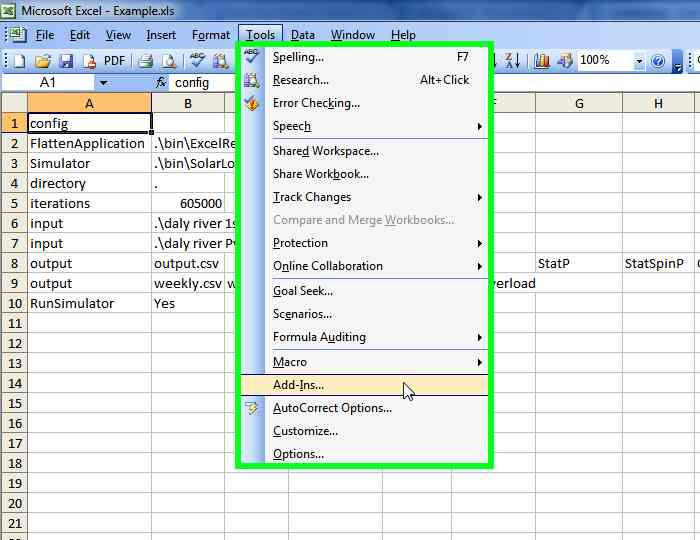 Microsoft Excel - Example.xls
File Edit View Insert Format Tools Data Window Help
PDF 100%
A1 fx config
A B G H
1 config
2 FlattenApplication .\bin\ExcelRe
3 Simulator .\bin\SolarLo
4 directory .
5 iterations 605000
6 input .\daly river 1s
7 input .\daly river Pv
8 output output.csv StatP StatSpinP
9 output weekly.csv w verload
10 RunSimulator Yes
11
12
13
14
15
16
17
18
19
20
21
Spelling... F7
Research... Alt+Click
Error Checking...
Speech
Shared Workspace...
Share Workbook...
Track Changes
Compare and Merge Workbooks...
Protection
Online Collaboration
Goal Seek...
Scenarios...
Formula Auditing
Macro
Add-Ins...
AutoCorrect Options...
Customize...
Options...